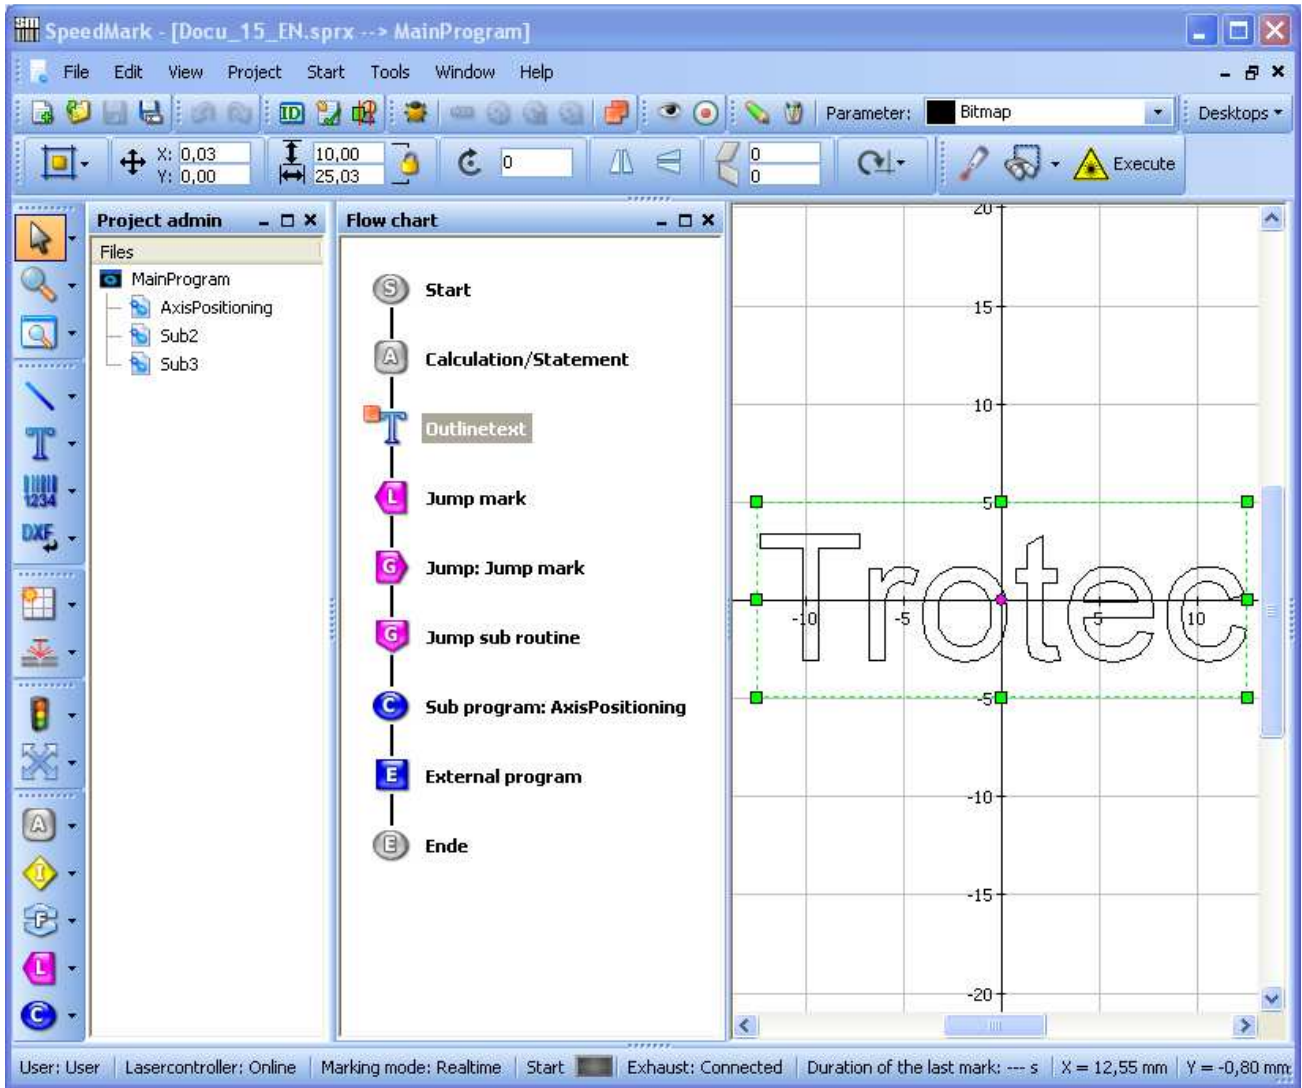 SpeedMark - [Docu_15_EN.sprx --> MainProgram]
File Edit View Project Start Tools Window Help
ID Parameter: Bitmap Desktops
X: 0,03 10,00 0 0 Execute
Y: 0,00 25,03 0
Project admin
Files
MainProgram
AxisPositioning
Sub2
Sub3
T
1234
DXF
A
I
F
L
C
Flow chart
S Start
A Calculation/Statement
T Outlinetext
L Jump mark
G Jump: Jump mark
G Jump sub routine
C Sub program: AxisPositioning
E External program
E Ende
20
15
10
5
Trotec
-10 -5 5 10
-5
-10
-15
-20
User: User Lasercontroller: Online Marking mode: Realtime Start Exhaust: Connected Duration of the last mark: --- s X = 12,55 mm Y = -0,80 mm